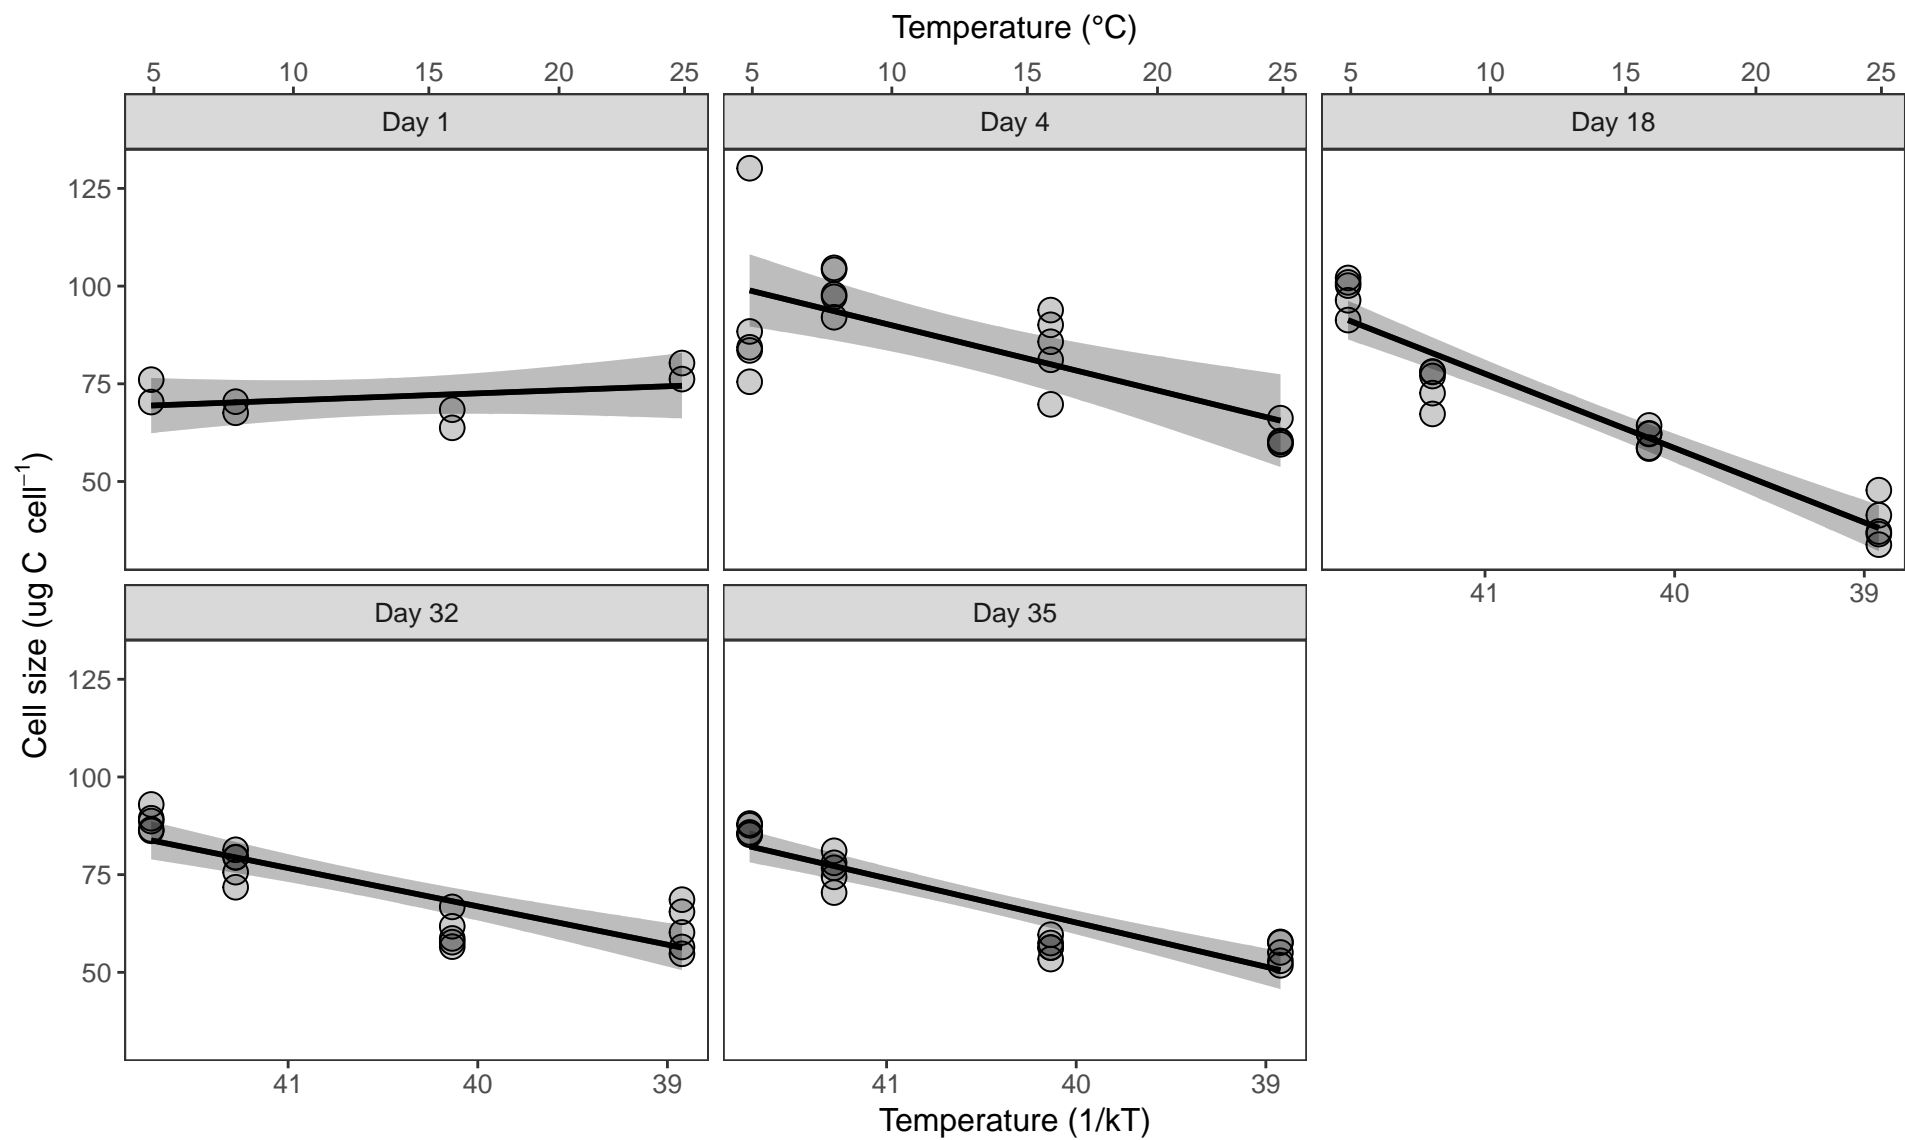 Temperature (°C)
5 10 15 20 25 5 10 15 20 25 5 10 15 20 25
Day 1 Day 4 Day 18
125
100
75
50
41 40 39
Cell size (ug C cell⁻¹)
Day 32 Day 35
125
100
75
50
41 40 39 41 40 39
Temperature (1/kT)